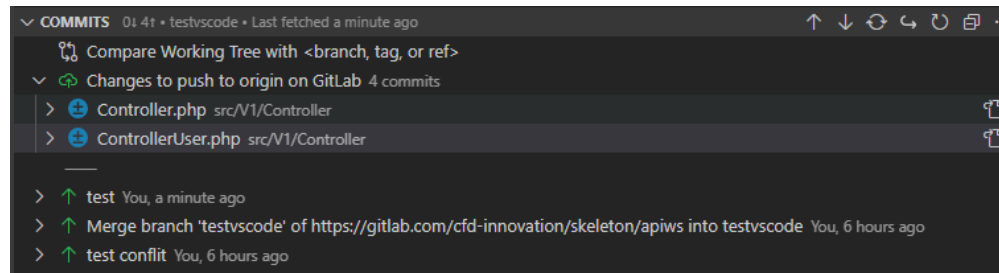 COMMITS 0↓ 4↑ • testvscode • Last fetched a minute ago
Compare Working Tree with <branch, tag, or ref>
Changes to push to origin on GitLab 4 commits
Controller.php src/V1/Controller
ControllerUser.php src/V1/Controller
test You, a minute ago
Merge branch 'testvscode' of https://gitlab.com/cfd-innovation/skeleton/apiws into testvscode You, 6 hours ago
test conflit You, 6 hours ago